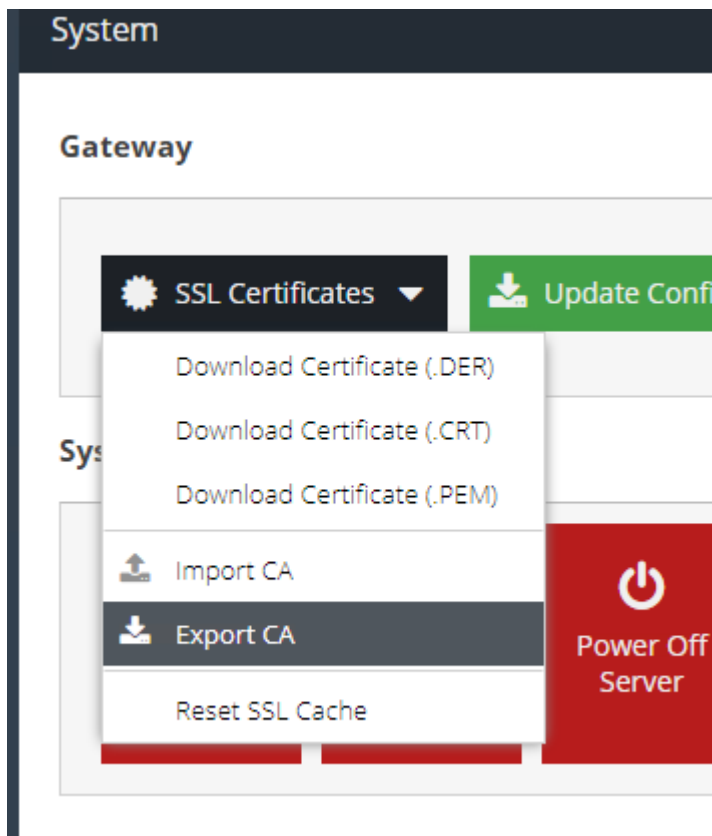 System
Gateway
SSL Certificates
Update Confi
Download Certificate (.DER)
Download Certificate (.CRT)
Sys
Download Certificate (.PEM)
Import CA
Export CA
Power Off
Server
Reset SSL Cache